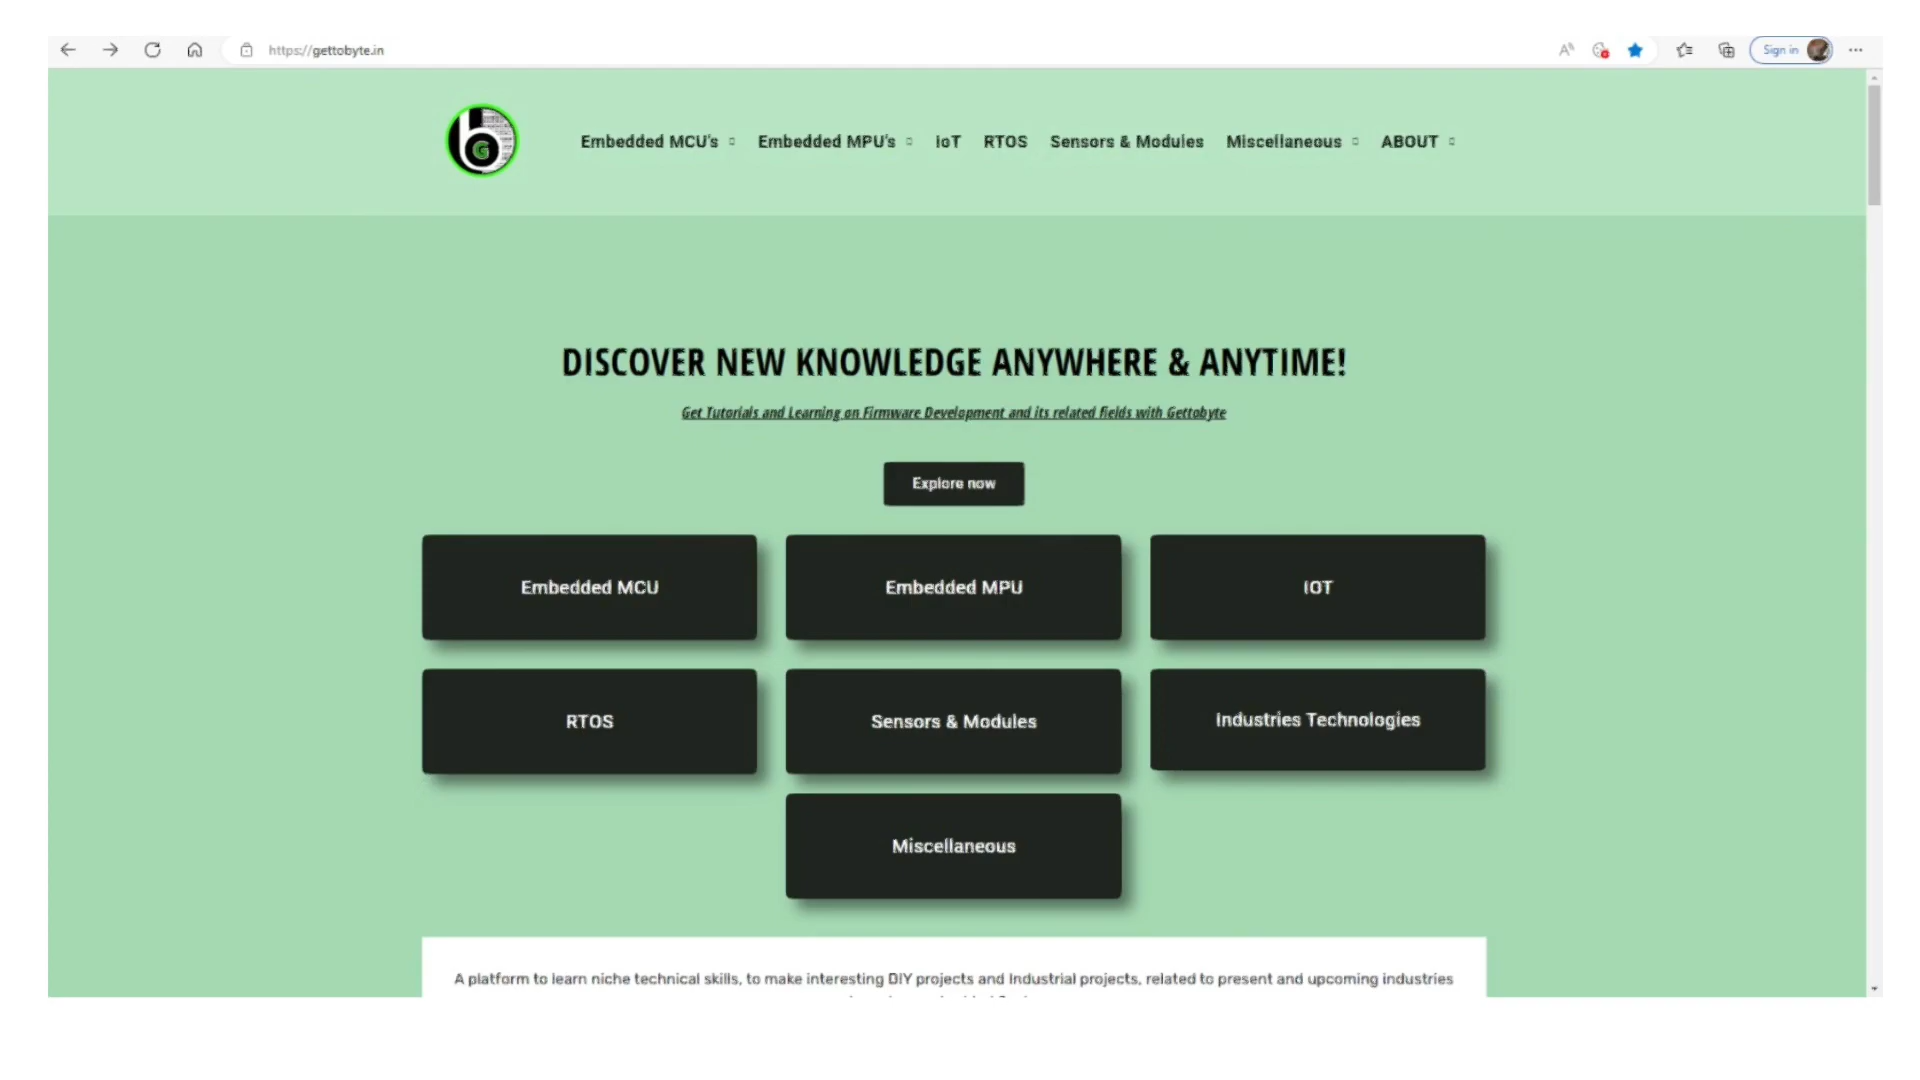 https://gettobyte.in
Sign in
G
Embedded MCU's Embedded MPU's IoT RTOS Sensors & Modules Miscellaneous ABOUT
DISCOVER NEW KNOWLEDGE ANYWHERE & ANYTIME!
Get Tutorials and Learning on Firmware Development and its related fields with Gettobyte
Explore now
Embedded MCU Embedded MPU IOT
RTOS Sensors & Modules Industries Technologies
Miscellaneous
A platform to learn niche technical skills, to make interesting DIY projects and Industrial projects, related to present and upcoming industries